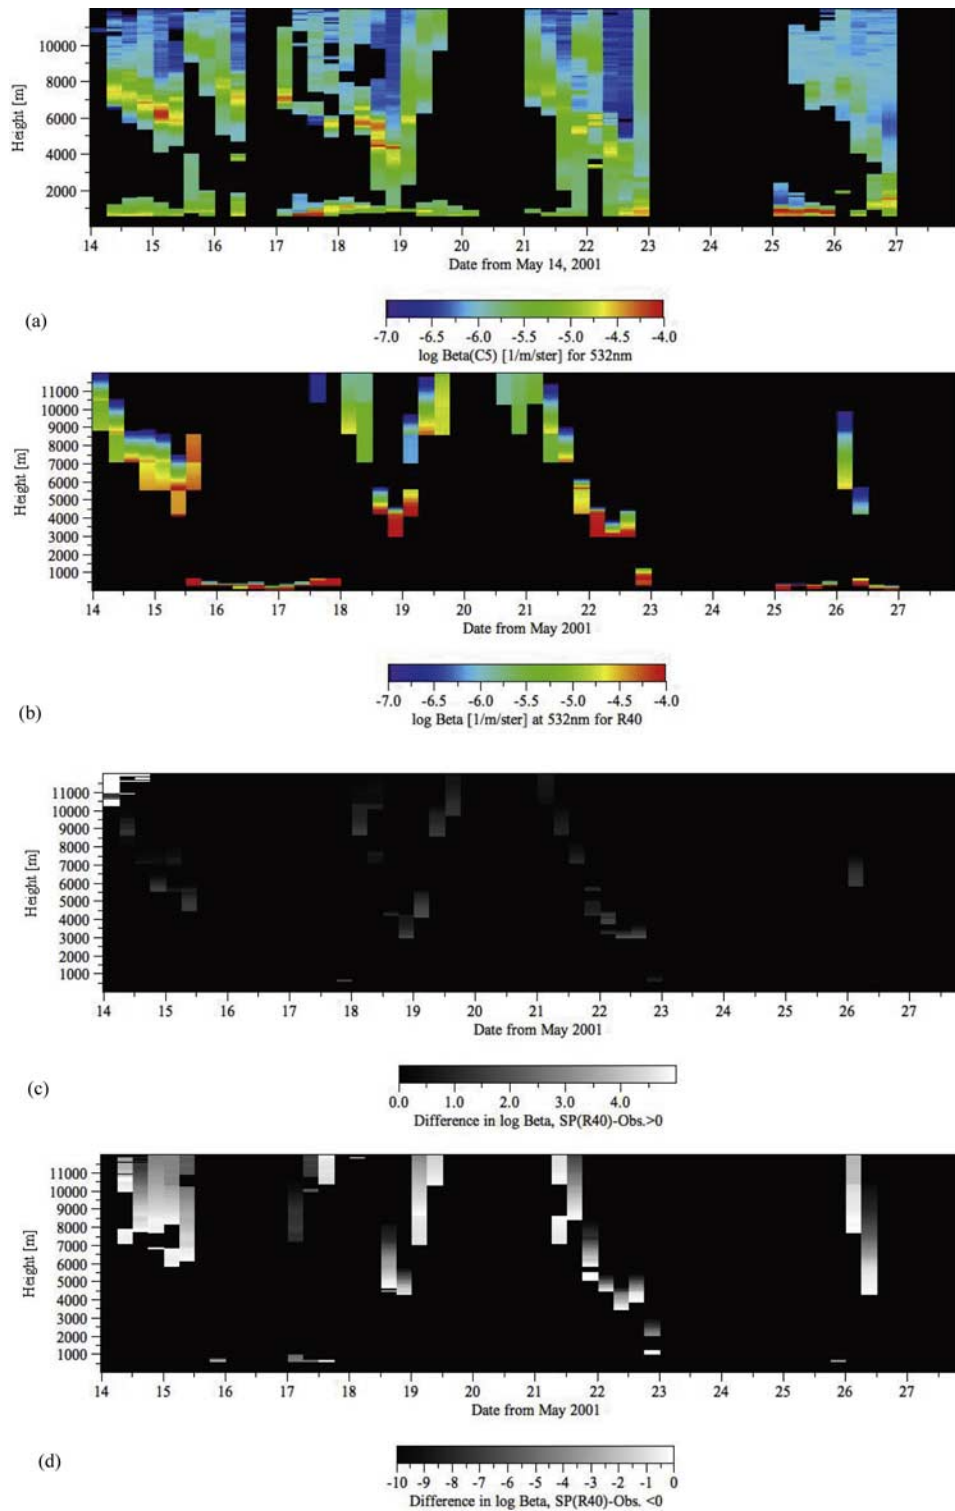 10000
8000
6000
4000
2000
Height [m]
14 15 16 17 18 19 20 21 22 23 24 25 26 27
Date from May 14, 2001
(a)
-7.0 -6.5 -6.0 -5.5 -5.0 -4.5 -4.0
log Beta(C5) [1/m/ster] for 532nm
11000
10000
9000
8000
7000
6000
5000
4000
3000
2000
1000
Height [m]
14 15 16 17 18 19 20 21 22 23 24 25 26 27
Date from May 2001
-7.0 -6.5 -6.0 -5.5 -5.0 -4.5 -4.0
log Beta [1/m/ster] at 532nm for R40
(b)
11000
10000
9000
8000
7000
6000
5000
4000
3000
2000
1000
Height [m]
14 15 16 17 18 19 20 21 22 23 24 25 26 27
Date from May 2001
(c)
0.0 1.0 2.0 3.0 4.0
Difference in log Beta, SP(R40)-Obs.>0
11000
10000
9000
8000
7000
6000
5000
4000
3000
2000
1000
Height [m]
14 15 16 17 18 19 20 21 22 23 24 25 26 27
Date from May 2001
(d)
-10 -9 -8 -7 -6 -5 -4 -3 -2 -1 0
Difference in log Beta, SP(R40)-Obs. <0